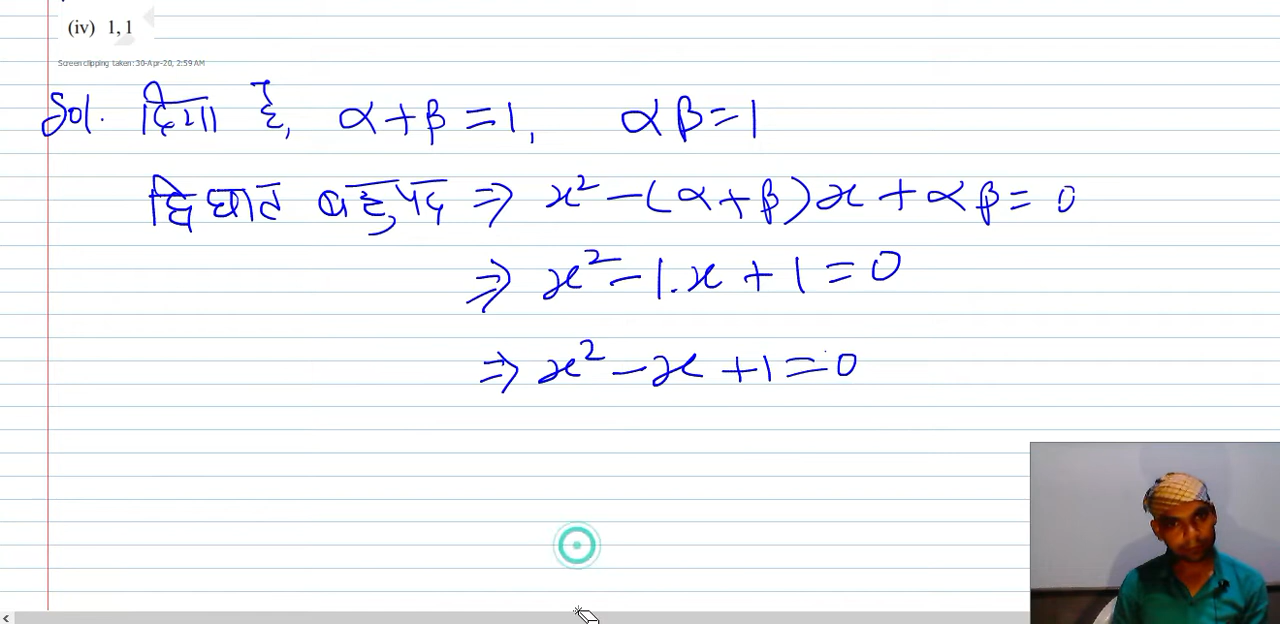 (iv) 1, 1
Screen clipping taken: 30-Apr-20, 2:59 AM
Sol. दिया है, α + β = 1, αβ = 1
द्विघात बहुपद ⇒ x² - (α + β)x + αβ = 0
⇒ x² - 1.x + 1 = 0
⇒ x² - x + 1 = 0